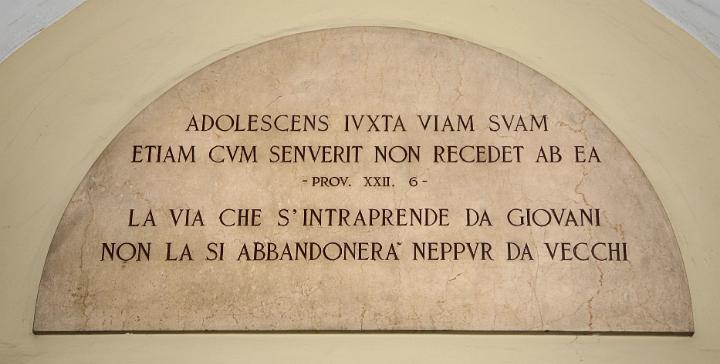 ADOLESCENS IVXTA VIAM SVAM
ETIAM CVM SENVERIT NON RECEDET AB EA
- PROV. XXII. 6 -
LA VIA CHE S'INTRAPRENDE DA GIOVANI
NON LA SI ABBANDONERA` NEPPVR DA VECCHI